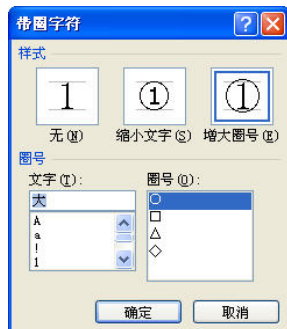 带圈字符
样式
1 ① ①
无(N) 缩小文字(S) 增大圈号(E)
圈号
文字(T): 圈号(Q):
大 ○
A □
a △
! ◇
1
确定 取消